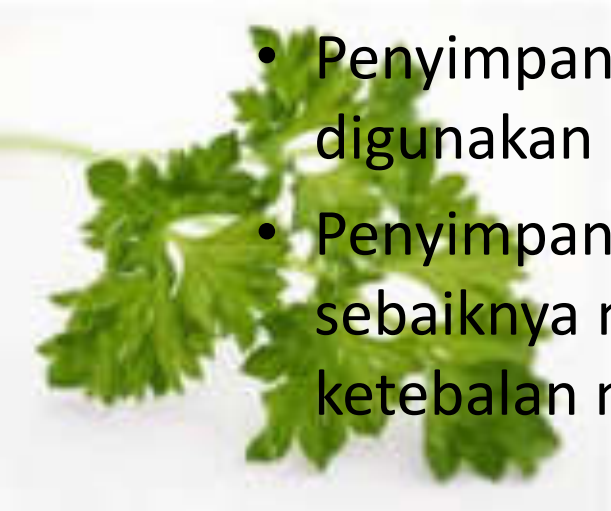 • Penyimpan
digunakan
• Penyimpan
sebaiknya
ketebalan